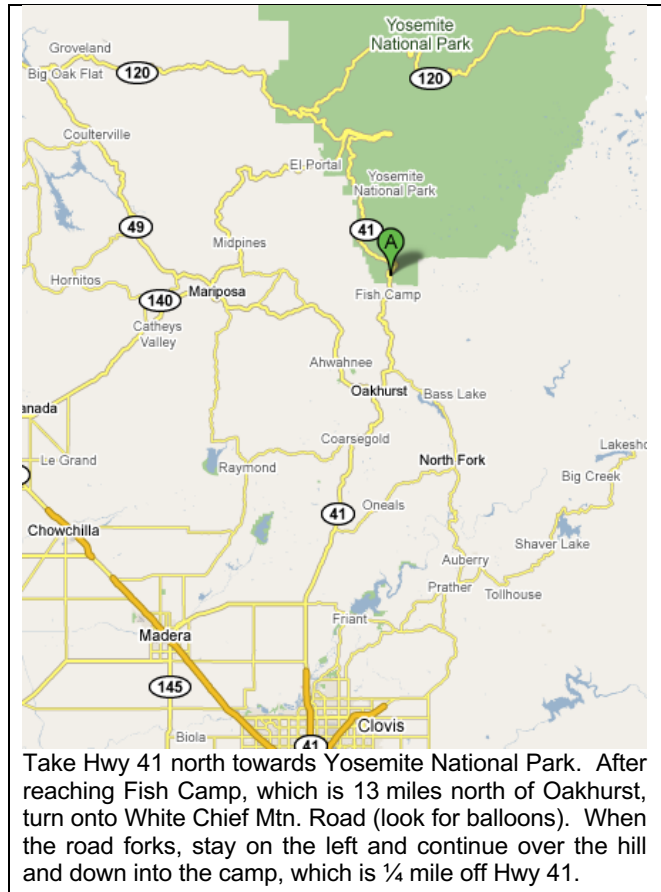 Yosemite
National Park
Groveland
Big Oak Flat
120
120
Coulterville
El Portal
Yosemite
National Park
49
41
A
Midpines
Hornitos
Mariposa
140
Fish Camp
Catheys
Valley
Ahwahnee
Oakhurst
Bass Lake
anada
Coarsegold
Le Grand
Raymond
North Fork
Lakesho
Big Creek
41
Oneals
Chowchilla
Shaver Lake
Auberry
Prather
Tollhouse
Friant
Madera
145
Clovis
Biola
41
Take Hwy 41 north towards Yosemite National Park. After
reaching Fish Camp, which is 13 miles north of Oakhurst,
turn onto White Chief Mtn. Road (look for balloons). When
the road forks, stay on the left and continue over the hill
and down into the camp, which is ¼ mile off Hwy 41.